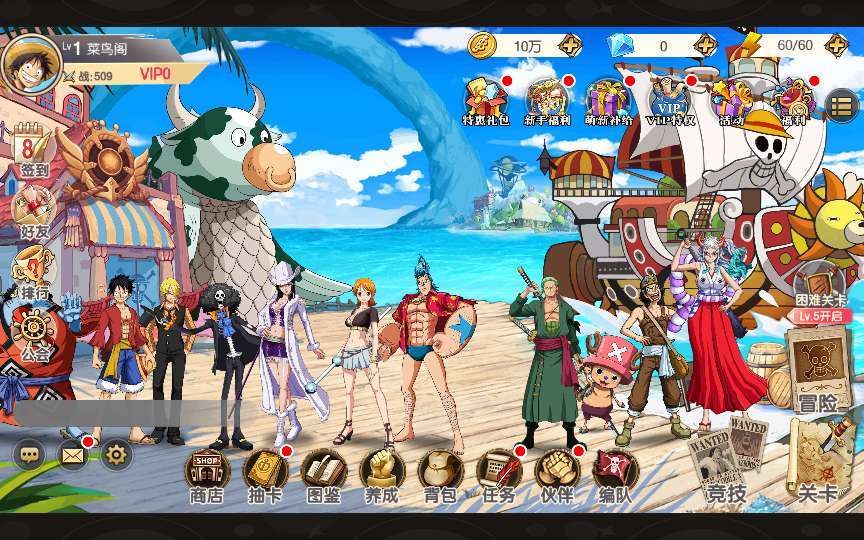 Lv1 菜鸟阁
战:509 VIP0
10万
0
60/60
特惠礼包
新手福利
萌新补给
VIP
VIP特权
活动
福利
8
签到
好友
排行
公会
困难关卡
Lv.5开启
冒险
WANTED
WANTED
竞技
关卡
SHOP
商店
抽卡
图鉴
养成
背包
任务
伙伴
编队